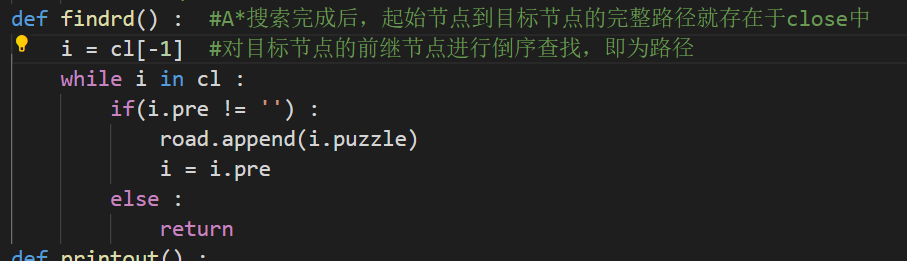 def findrd() :  #A*搜索完成后，起始节点到目标节点的完整路径就存在于close中
    i = cl[-1]  #对目标节点的前继节点进行倒序查找，即为路径
    while i in cl :
        if(i.pre != '') :
            road.append(i.puzzle)
            i = i.pre
        else :
            return
def printout() :